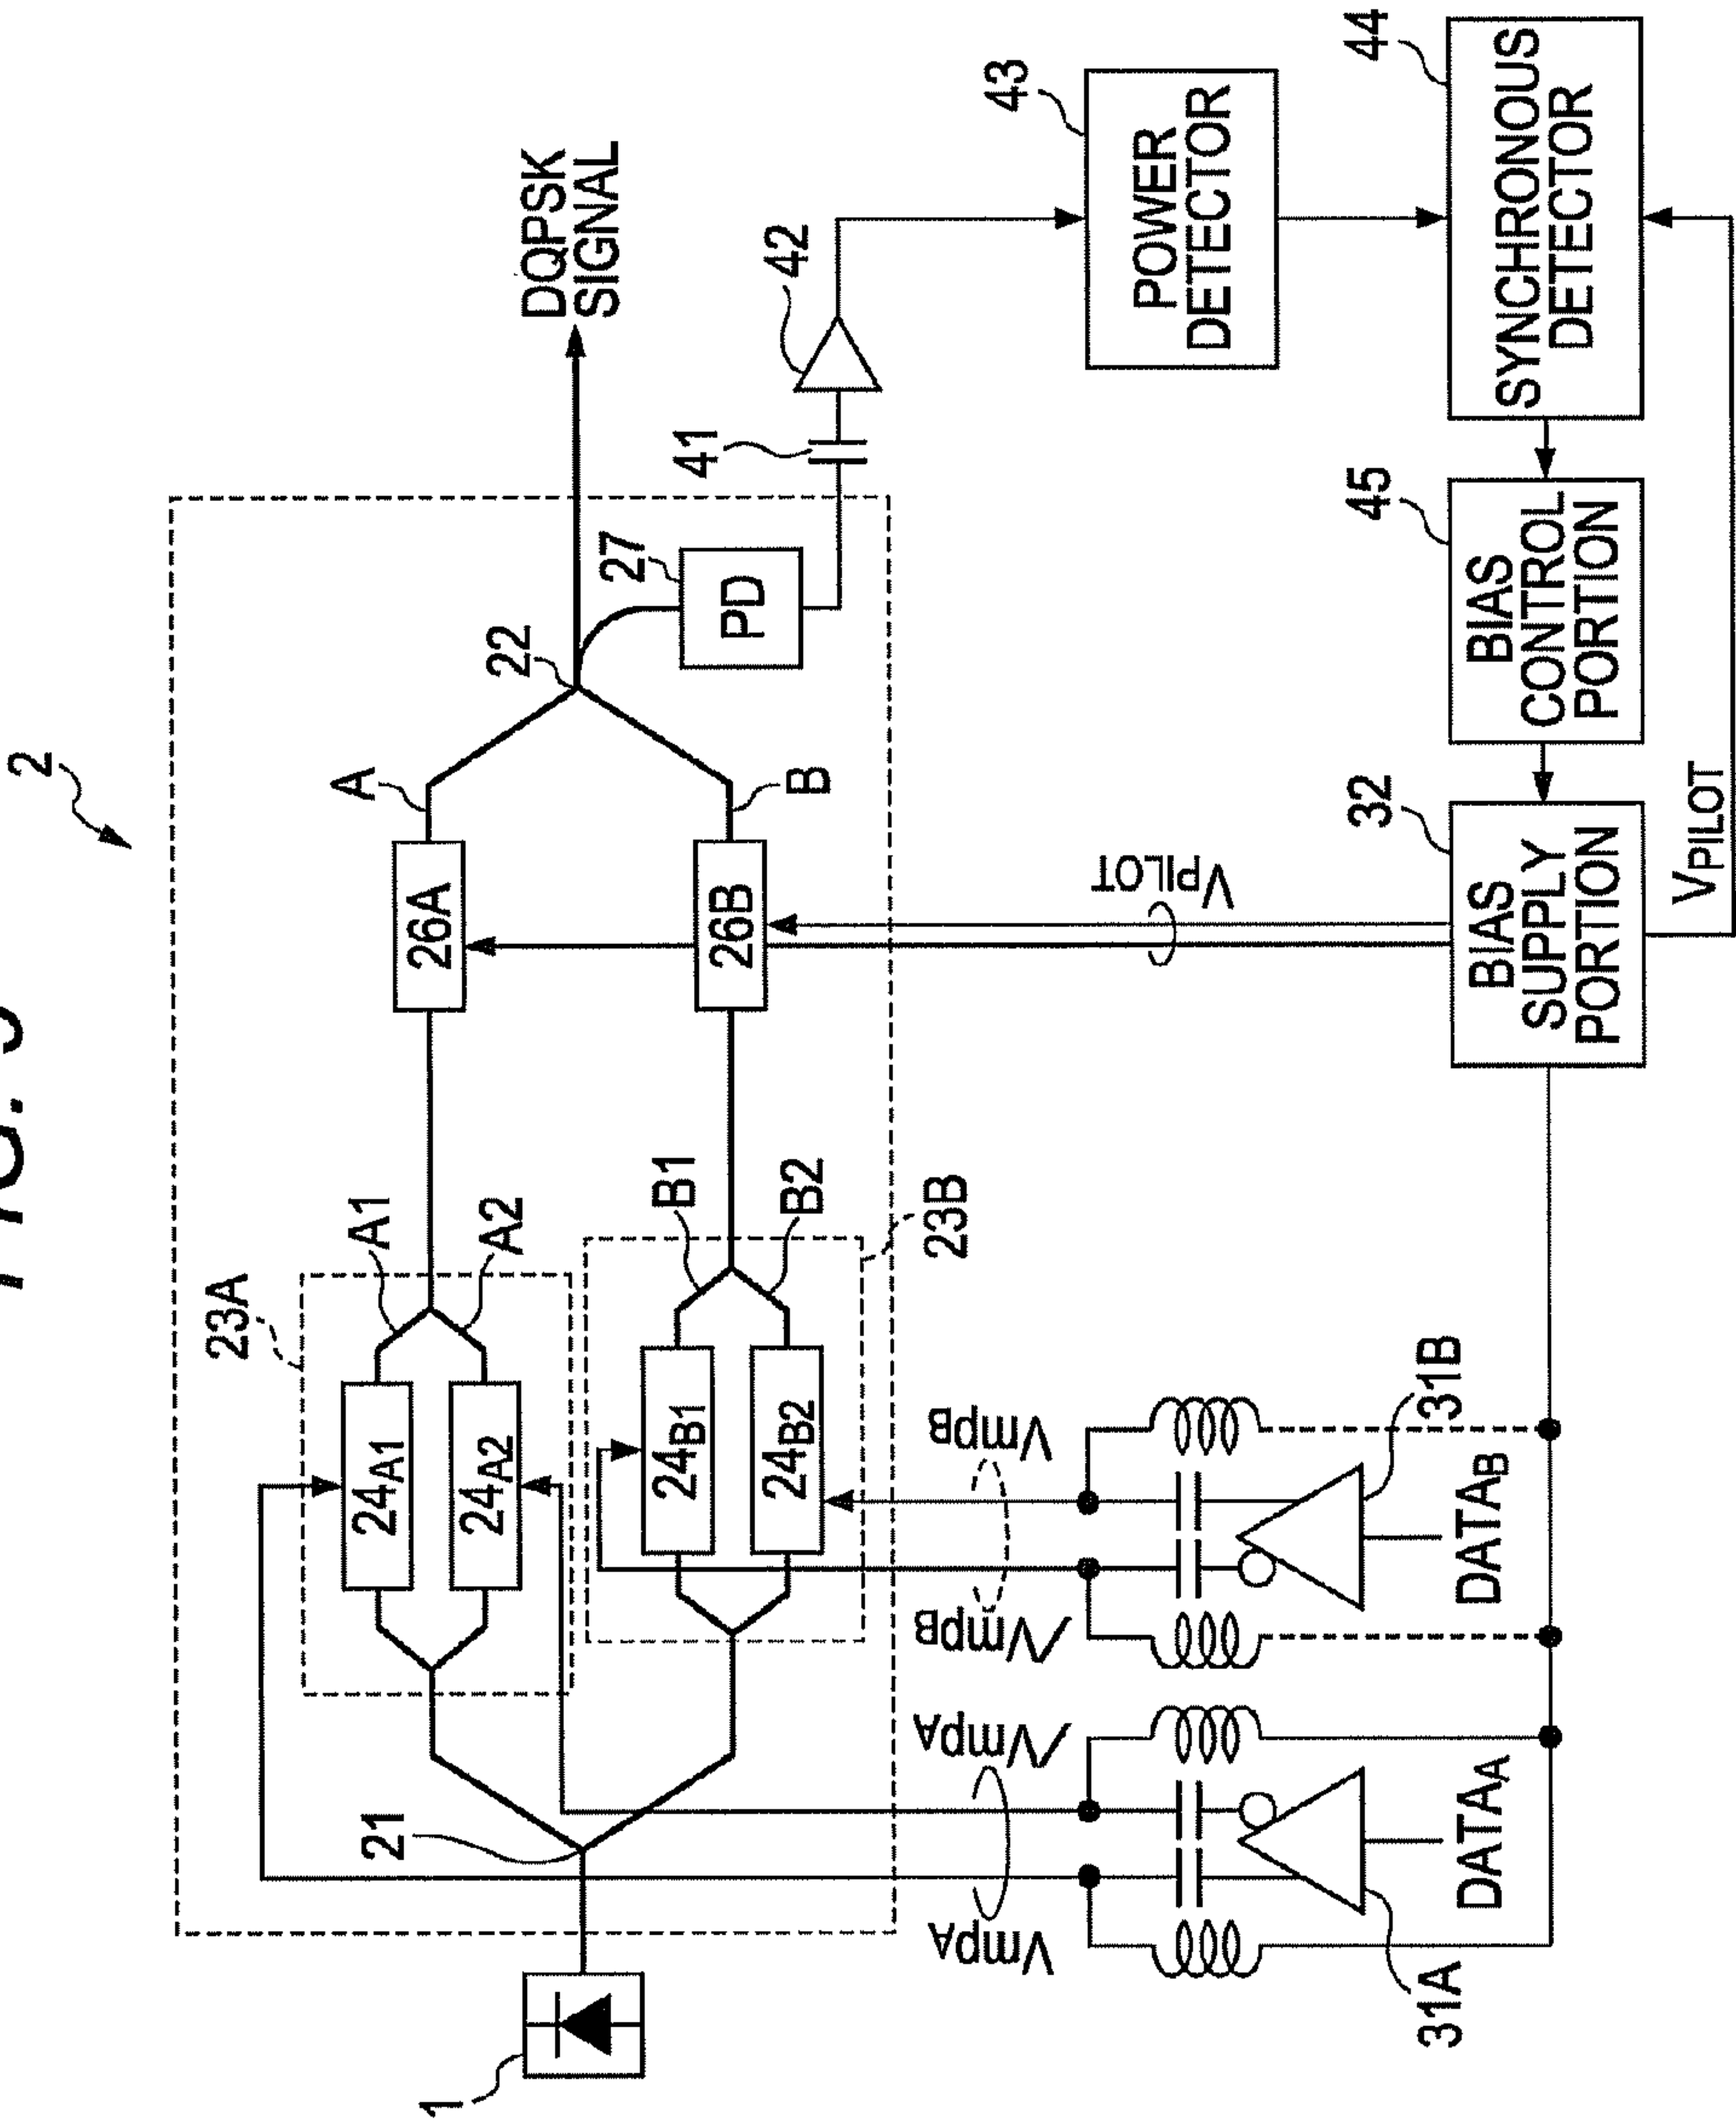 2
DQPSK
SIGNAL
22
27
PD
A
B
26A
26B
41
42
43
POWER
DETECTOR
44
SYNCHRONOUS
DETECTOR
45
BIAS
CONTROL
PORTION
32
BIAS
SUPPLY
PORTION
VPILOT
VPILOT
23A
A1
A2
24A1
24A2
B1
B2
23B
24B1
24B2
21
1
VmpA
/VmpA
/VmpB
VmpB
31A
DATAA
31B
DATAB